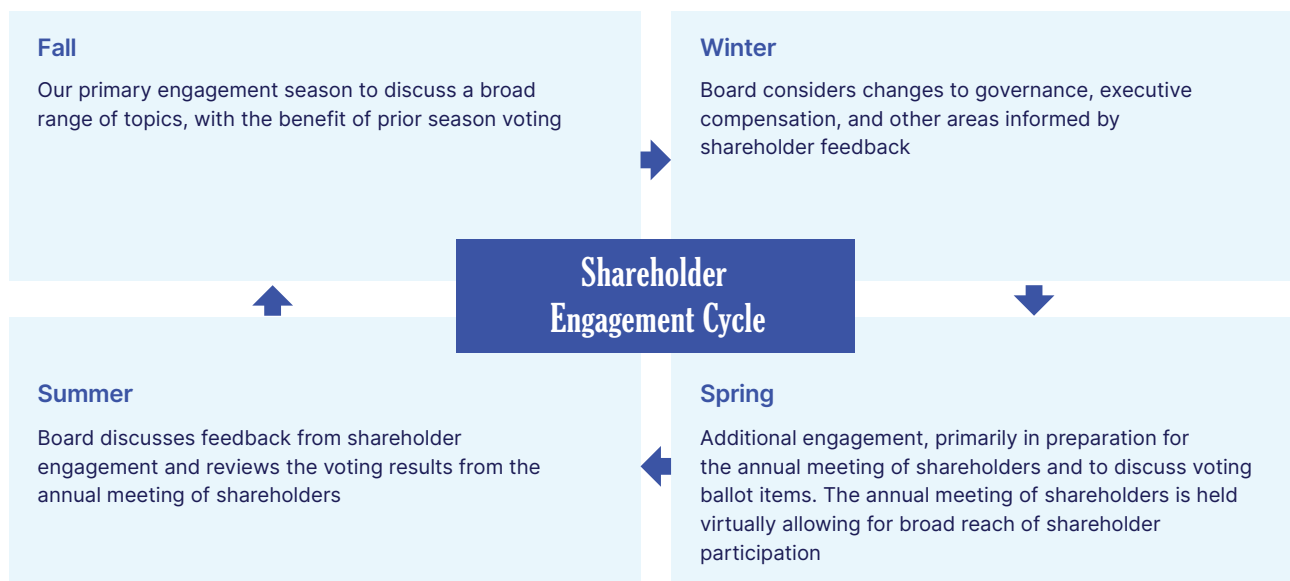 Fall
Our primary engagement season to discuss a broad
range of topics, with the benefit of prior season voting
Winter
Board considers changes to governance, executive
compensation, and other areas informed by
shareholder feedback
Shareholder
Engagement Cycle
Summer
Board discusses feedback from shareholder
engagement and reviews the voting results from the
annual meeting of shareholders
Spring
Additional engagement, primarily in preparation for
the annual meeting of shareholders and to discuss voting
ballot items. The annual meeting of shareholders is held
virtually allowing for broad reach of shareholder
participation